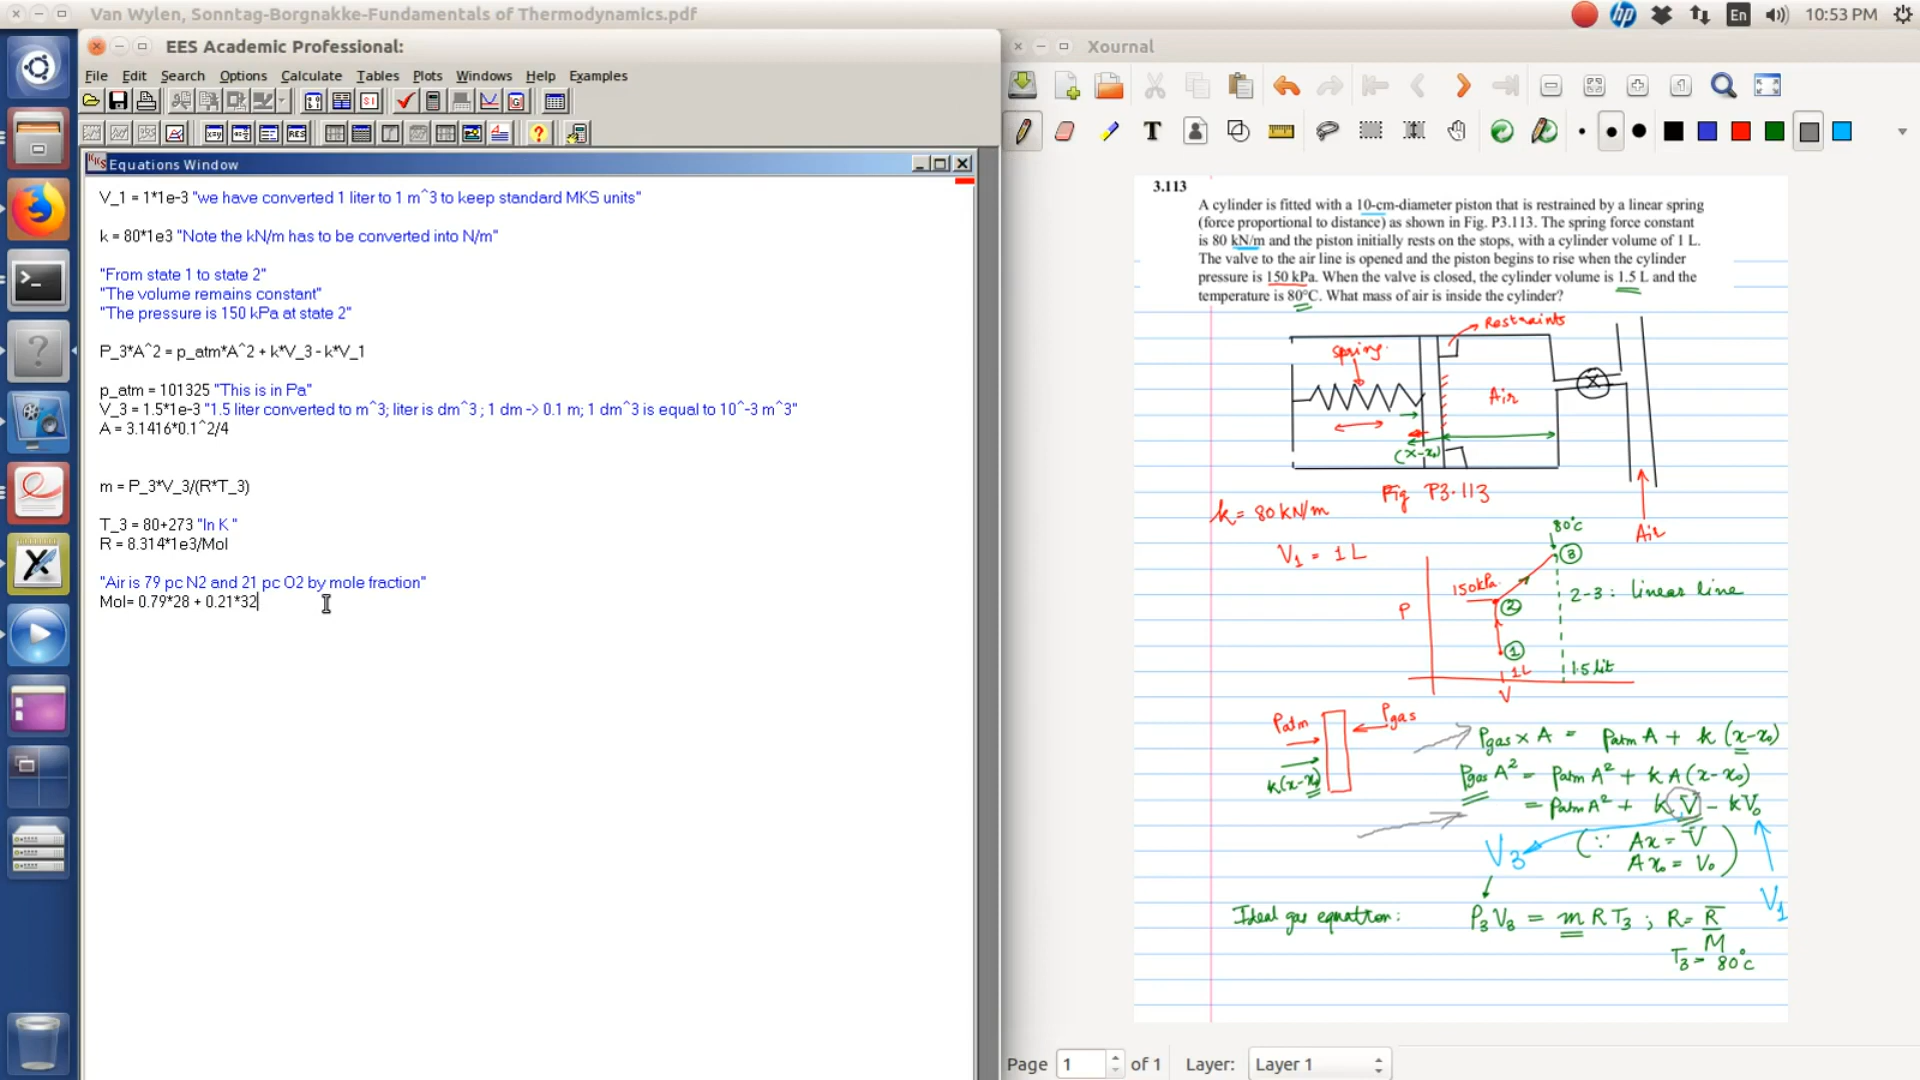 Van Wylen, Sonntag-Borgnakke-Fundamentals of Thermodynamics.pdf
En
10:53 PM
EES Academic Professional:
File Edit Search Options Calculate Tables Plots Windows Help Examples
Equations Window
V_1 = 1*1e-3 "we have converted 1 liter to 1 m^3 to keep standard MKS units"
k = 80*1e3 "Note the kN/m has to be converted into N/m"
"From state 1 to state 2"
"The volume remains constant"
"The pressure is 150 kPa at state 2"
P_3*A^2 = p_atm*A^2 + k*V_3 - k*V_1
p_atm = 101325 "This is in Pa"
V_3 = 1.5*1e-3 "1.5 liter converted to m^3; liter is dm^3 ; 1 dm -> 0.1 m; 1 dm^3 is equal to 10^-3 m^3"
A = 3.1416*0.1^2/4
m = P_3*V_3/(R*T_3)
T_3 = 80+273 "In K "
R = 8.314*1e3/Mol
"Air is 79 pc N2 and 21 pc O2 by mole fraction"
Mol= 0.79*28 + 0.21*32
Xournal
3.113
A cylinder is fitted with a 10-cm-diameter piston that is restrained by a linear spring
(force proportional to distance) as shown in Fig. P3.113. The spring force constant
is 80 kN/m and the piston initially rests on the stops, with a cylinder volume of 1 L.
The valve to the air line is opened and the piston begins to rise when the cylinder
pressure is 150 kPa. When the valve is closed, the cylinder volume is 1.5 L and the
temperature is 80°C. What mass of air is inside the cylinder?
Restraints
Spring
Air
(x-x₀)
Fig P3.113
k = 80 kN/m
Air
V₁ = 1 L
80°C
3
150 kPa
2
2-3: linear line
P
1
1L
1.5 lit
V
Patm
Pgas
k(x-x₀)
Pgas x A = Patm A + k (x-x₀)
Pgas A² = Patm A² + k A (x-x₀)
= Patm A² + k V - kV₀
V₃
(∵ Ax = V
Ax₀ = V₀)
V₁
Ideal gas equation: P₃V₃ = m R T₃ ; R = R̅/M
T₃ = 80°C
Page 1 of 1 Layer: Layer 1